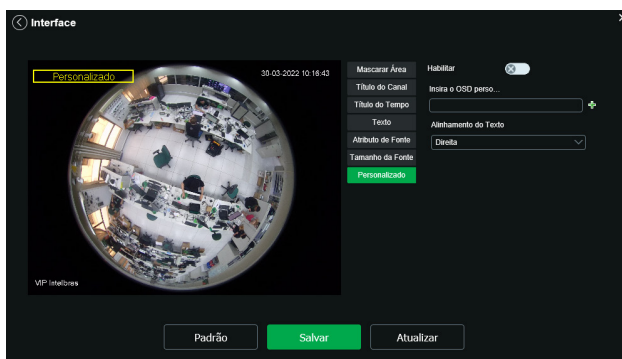 Interface
Personalizado
30-03-2022 10:16:43
VIP Intelbras
Mascarar Área
Título do Canal
Título do Tempo
Texto
Atributo de Fonte
Tamanho da Fonte
Personalizado
Habilitar
Insira o OSD perso...
Alinhamento do Texto
Direita
Padrão
Salvar
Atualizar